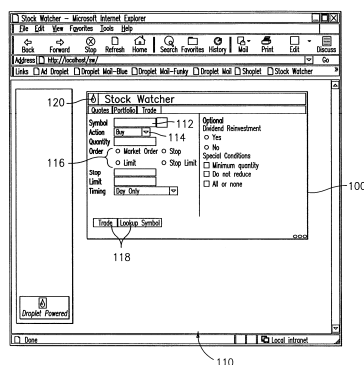 Stock Watcher - Microsoft Internet Explorer
File Edit View Favorites Tools Help
Back Forward Stop Refresh Home Search Favorites History Mail Print Edit Discuss
Address http://localhost/sw/ Go
Links Ad Droplet Droplet Mail-Blue Droplet Mail-Funky Droplet Mail Shoplet Stock Watcher »
120 Stock Watcher
Quotes Portfolio Trade
Symbol 112
Action Buy 114
Quantity
116 Order Market Order Stop
Limit Stop Limit
Stop
Limit
Timing Day Only
Optional
Dividend Reinvestment
Yes
No
Special Conditions
Minimum quantity
Do not reduce
All or none
100
Trade Lookup Symbol
118
Droplet Powered
Done Local intranet
110